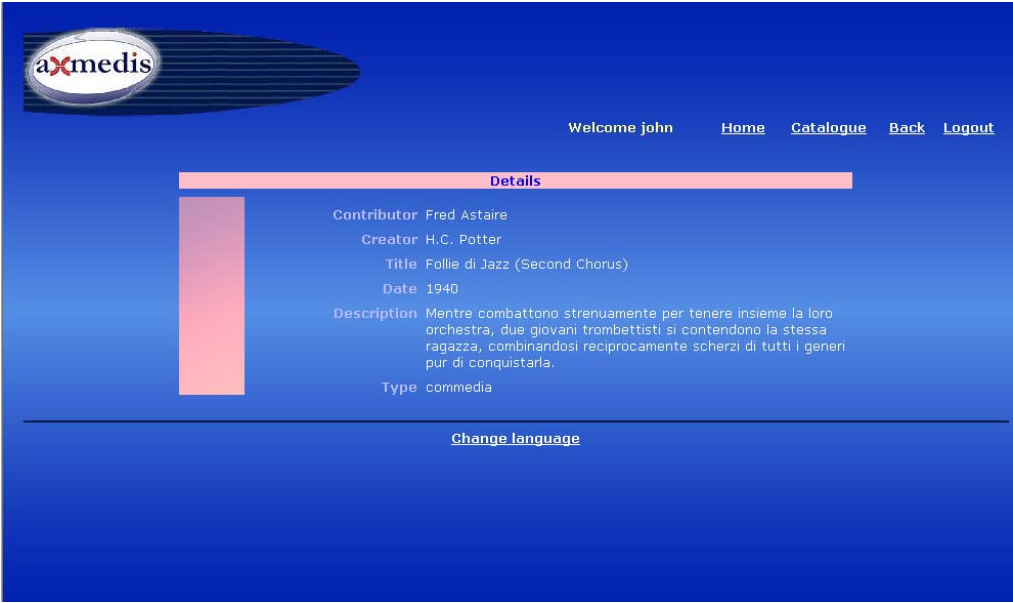 axmedis
Welcome john Home Catalogue Back Logout
Details
Contributor Fred Astaire
Creator H.C. Potter
Title Follie di Jazz (Second Chorus)
Date 1940
Description Mentre combattono strenuamente per tenere insieme la loro
orchestra, due giovani trombettisti si contendono la stessa
ragazza, combinandosi reciprocamente scherzi di tutti i generi
pur di conquistarla.
Type commedia
Change language